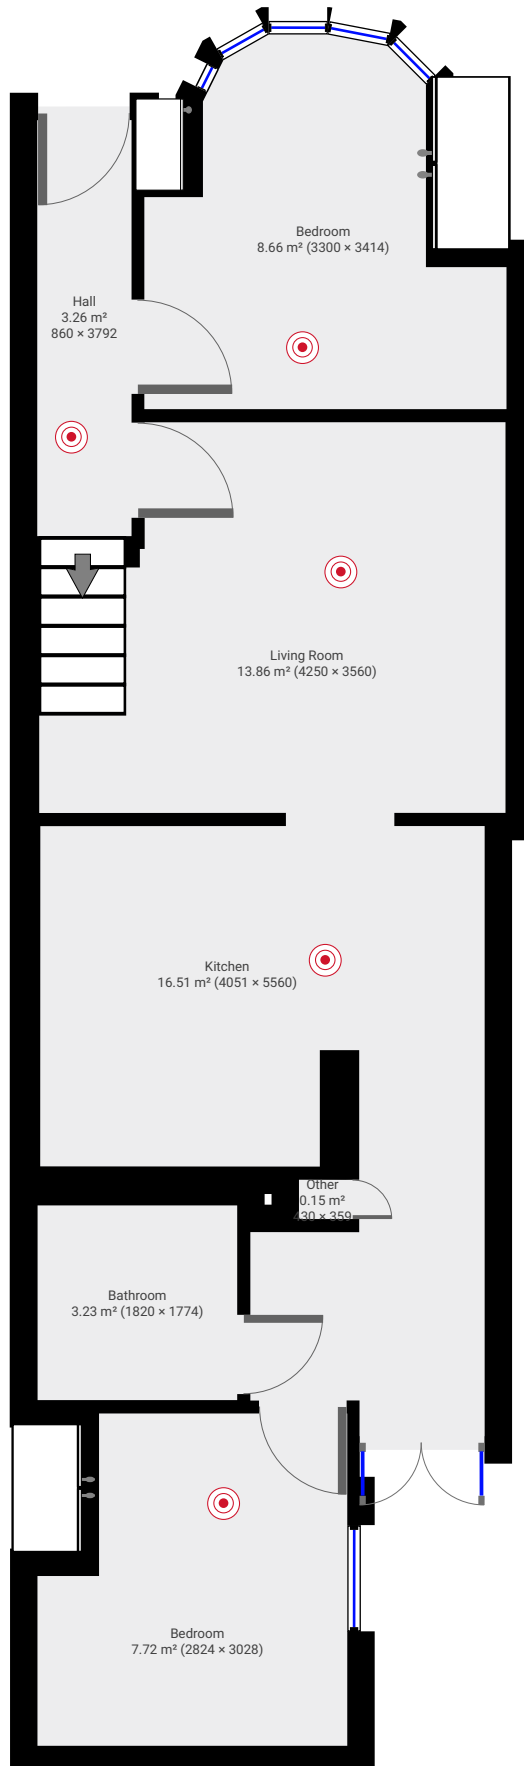 Bedroom
8.66 m² (3300 × 3414)
Hall
3.26 m²
860 × 3792
Living Room
13.86 m² (4250 × 3560)
Kitchen
16.51 m² (4051 × 5560)
Other
0.15 m²
430 × 359
Bathroom
3.23 m² (1820 × 1774)
Bedroom
7.72 m² (2824 × 3028)